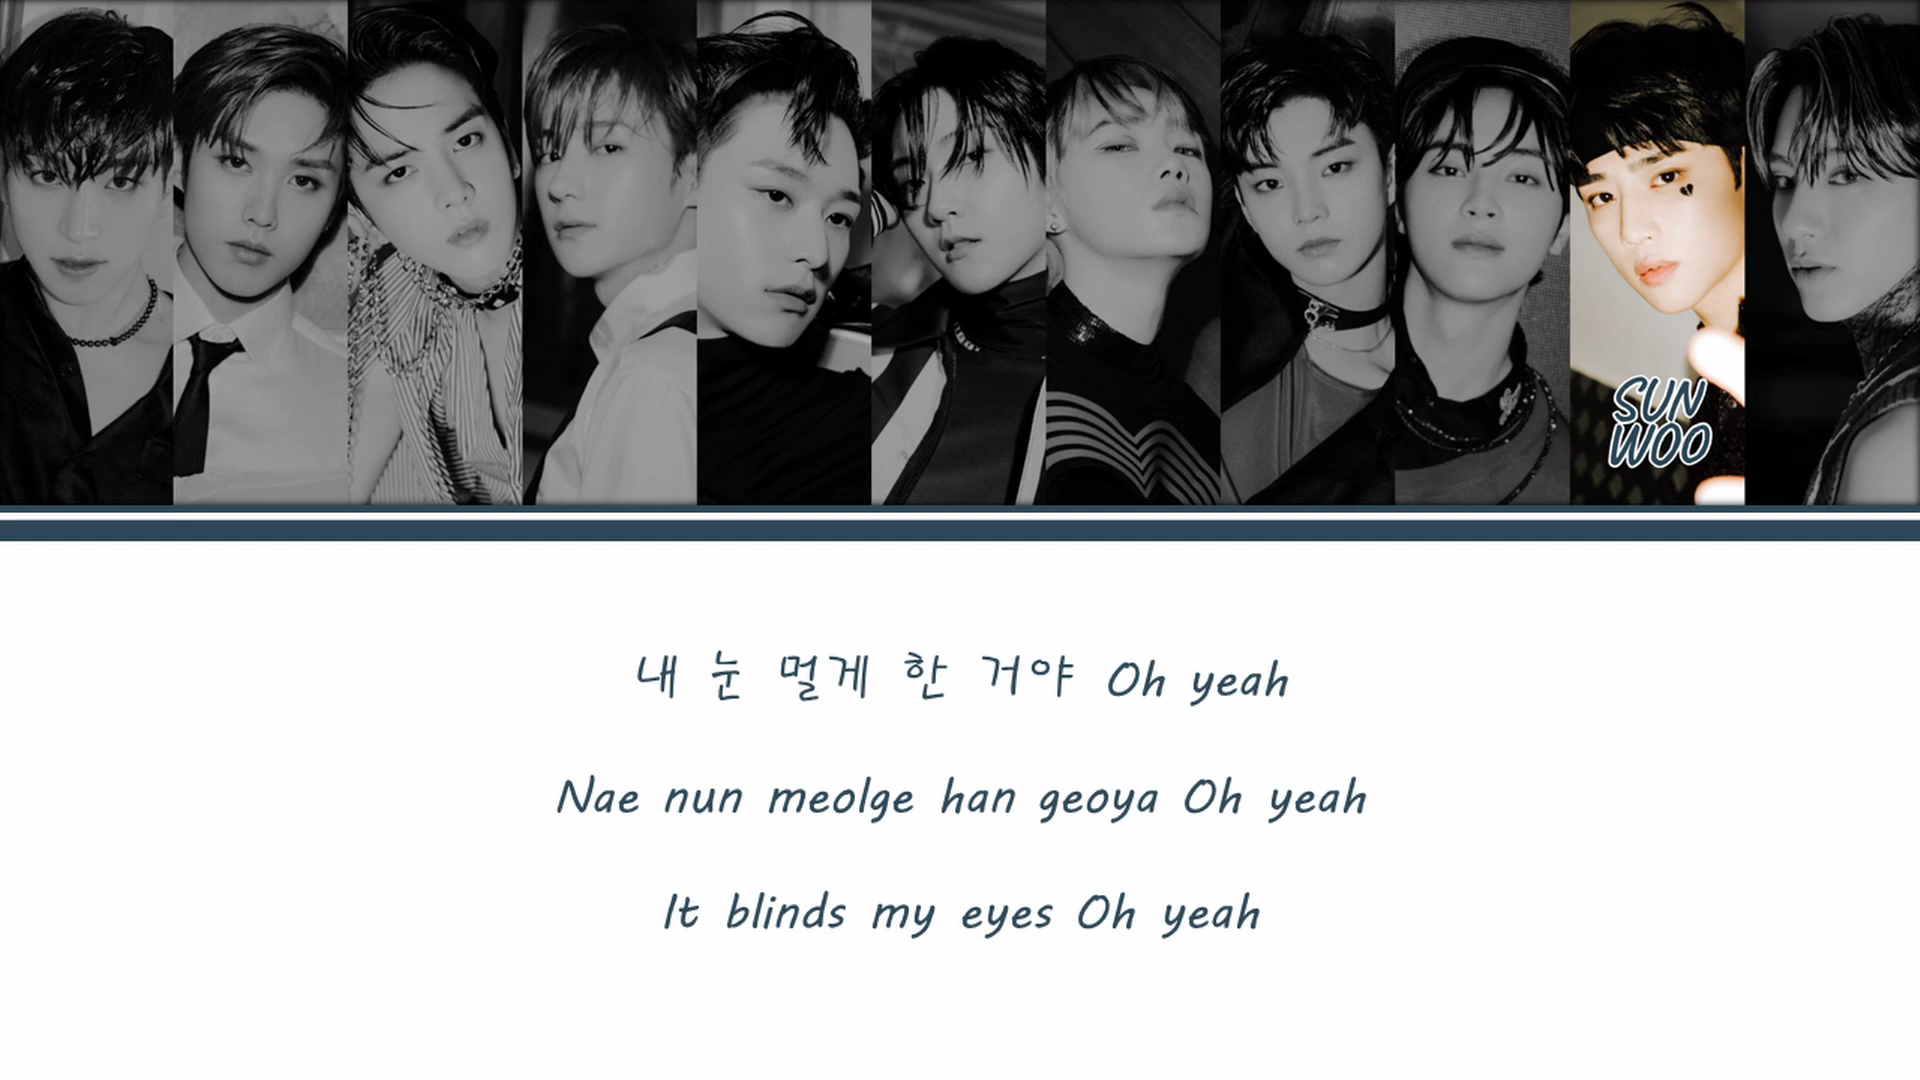 SUN
WOO
내 눈 멀게 한 거야 Oh yeah
Nae nun meolge han geoya Oh yeah
It blinds my eyes Oh yeah